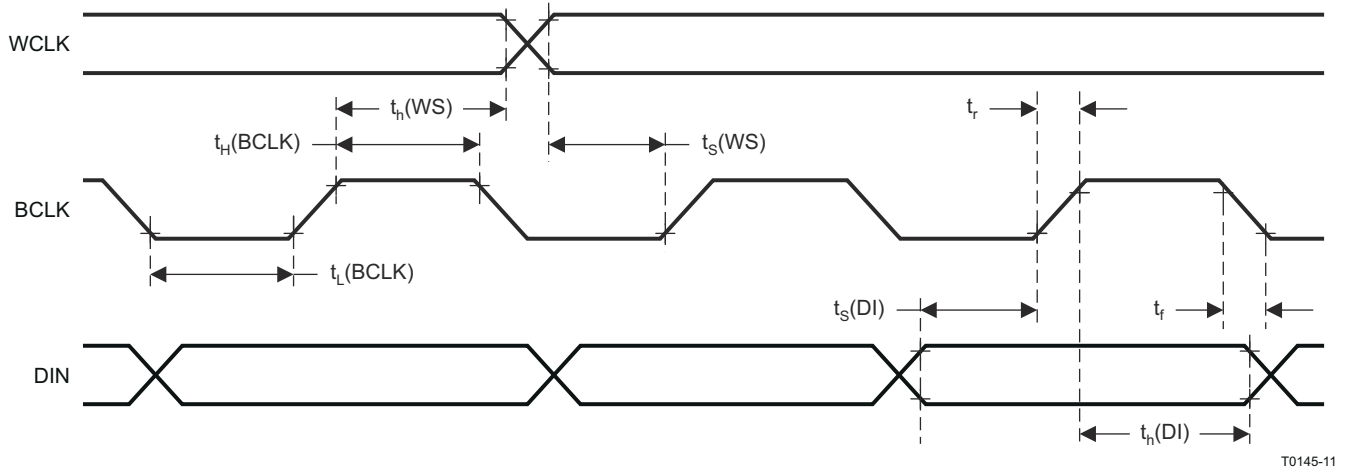 WCLK
t_h(WS)
t_r
t_H(BCLK)
t_S(WS)
BCLK
t_L(BCLK)
t_S(DI)
t_f
DIN
t_h(DI)
T0145-11